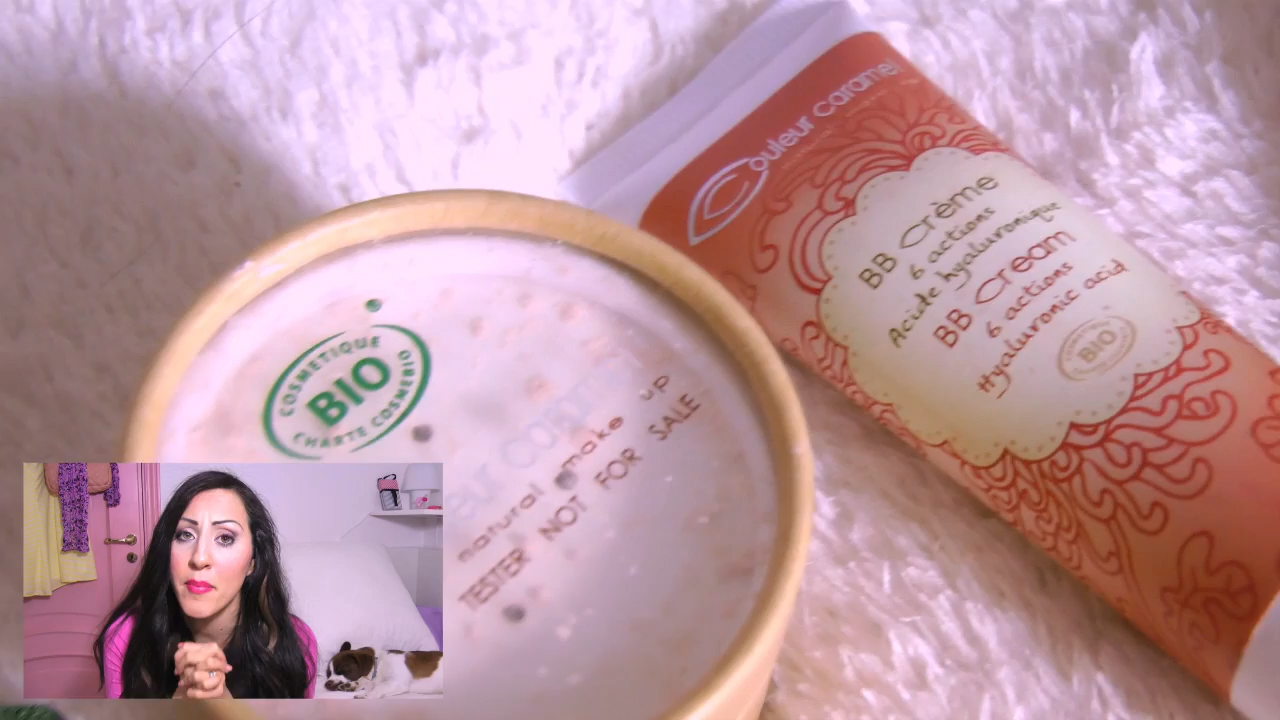 Couleur Caramel
BB Crème
6 actions
Acide hyaluronique
BB Cream
6 actions
Hyaluronic acid
BIO
COSMETIQUE
BIO
CHARTE COSMEBIO
natural make up
TESTER NOT FOR SALE